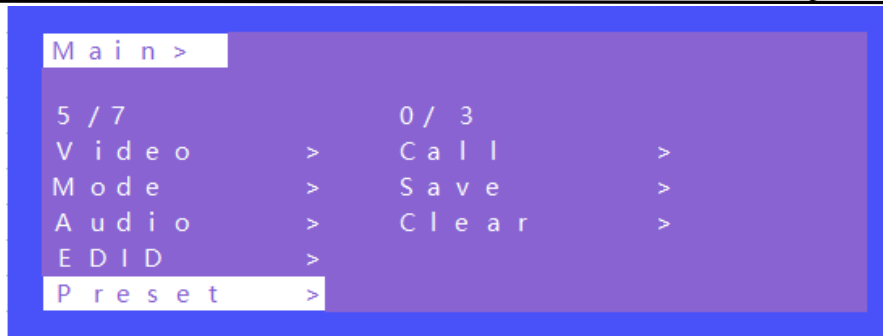 Main>
5/7 0/ 3
Video > Call >
Mode > Save >
Audio > Clear >
EDID >
Preset >